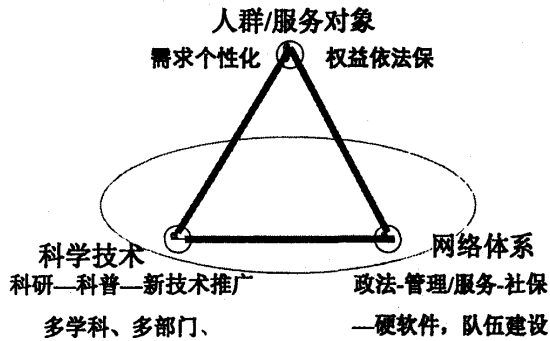 人群/服务对象
需求个性化 权益依法保
科学技术 网络体系
科研—科普—新技术推广 政法-管理/服务-社保
多学科、多部门、 —硬软件，队伍建设